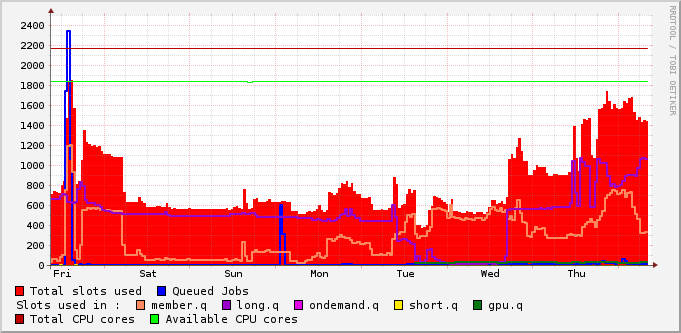 RRDTOOL / TOBI OETIKER
2400
2200
2000
1800
1600
1400
1200
1000
800
600
400
200
0
Fri Sat Sun Mon Tue Wed Thu
Total slots used Queued Jobs
Slots used in : member.q long.q ondemand.q short.q gpu.q
Total CPU cores Available CPU cores